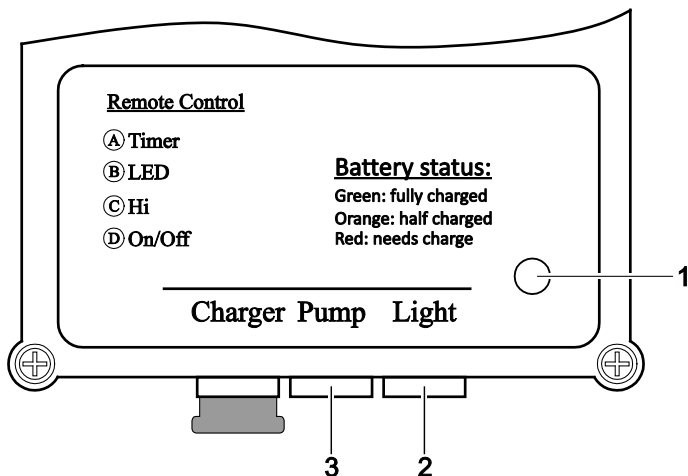 Remote Control
Ⓐ Timer
Ⓑ LED
Ⓒ Hi
Ⓓ On/Off
Battery status:
Green: fully charged
Orange: half charged
Red: needs charge
1
Charger Pump Light
3 2